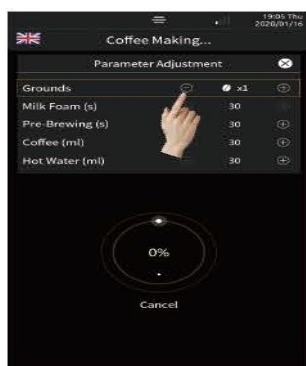 19:05 Thu
2020/01/16
Coffee Making...
Parameter Adjustment
Grounds x1
Milk Foam (s) 30
Pre-Brewing (s) 30
Coffee (ml) 30
Hot Water (ml) 30
0%
Cancel